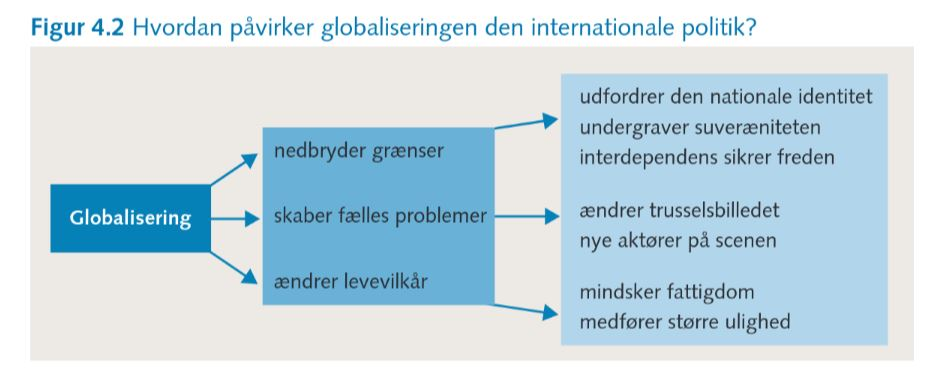 Figur 4.2 Hvordan påvirker globaliseringen den internationale politik?
Globalisering
nedbryder grænser
skaber fælles problemer
ændrer levevilkår
udfordrer den nationale identitet
undergraver suveræniteten
interdependens sikrer freden
ændrer trusselsbilledet
nye aktører på scenen
mindsker fattigdom
medfører større ulighed